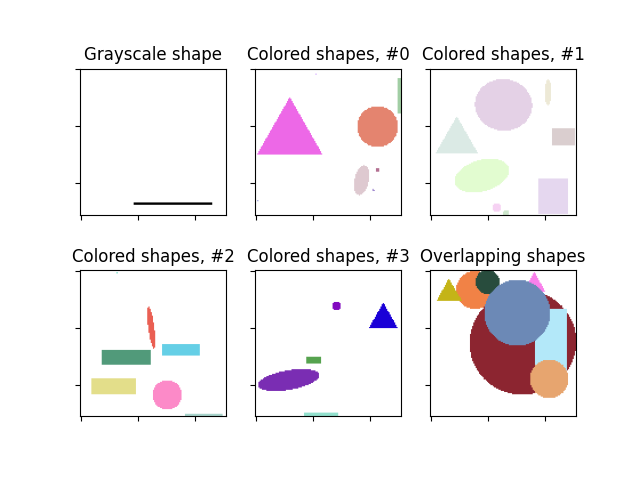 Grayscale shape
Colored shapes, #0
Colored shapes, #1
Colored shapes, #2
Colored shapes, #3
Overlapping shapes